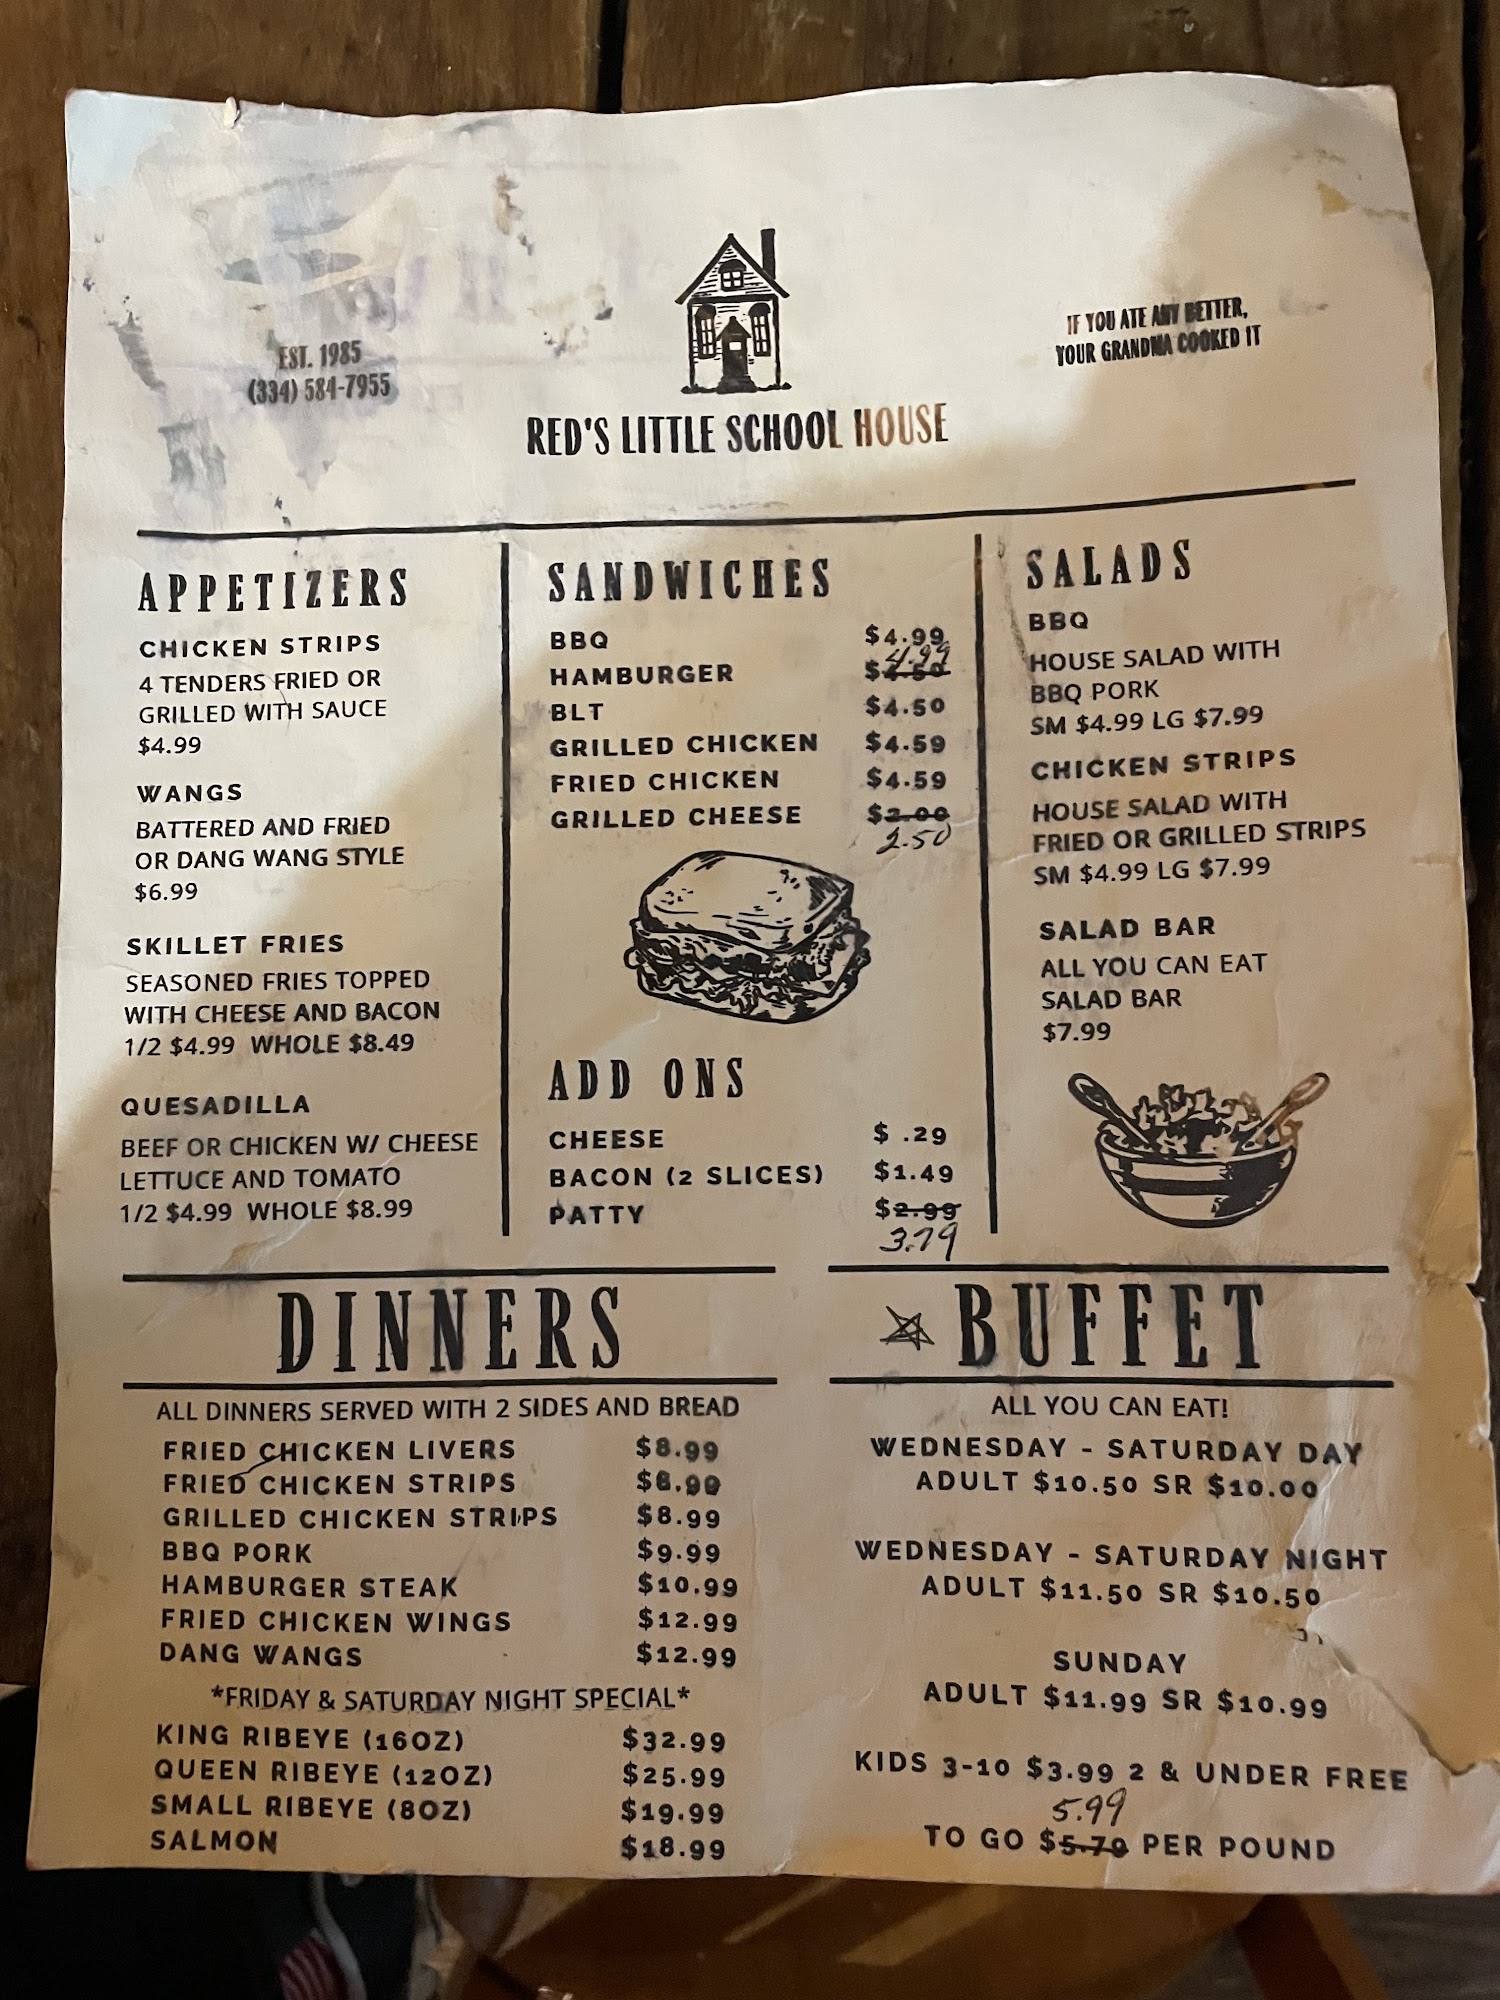 EST. 1985
(334) 584-7955
IF YOU ATE ANY BETTER,
YOUR GRANDMA COOKED IT
RED'S LITTLE SCHOOL HOUSE
APPETIZERS
CHICKEN STRIPS
4 TENDERS FRIED OR
GRILLED WITH SAUCE
$4.99
WANGS
BATTERED AND FRIED
OR DANG WANG STYLE
$6.99
SKILLET FRIES
SEASONED FRIES TOPPED
WITH CHEESE AND BACON
1/2 $4.99 WHOLE $8.49
QUESADILLA
BEEF OR CHICKEN W/ CHEESE
LETTUCE AND TOMATO
1/2 $4.99 WHOLE $8.99
SANDWICHES
BBQ $4.99
4.99
HAMBURGER $4.50
BLT $4.50
GRILLED CHICKEN $4.59
FRIED CHICKEN $4.59
GRILLED CHEESE $2.00
2.50
ADD ONS
CHEESE $ .29
BACON (2 SLICES) $1.49
PATTY $2.99
3.79
SALADS
BBQ
HOUSE SALAD WITH
BBQ PORK
SM $4.99 LG $7.99
CHICKEN STRIPS
HOUSE SALAD WITH
FRIED OR GRILLED STRIPS
SM $4.99 LG $7.99
SALAD BAR
ALL YOU CAN EAT
SALAD BAR
$7.99
DINNERS
ALL DINNERS SERVED WITH 2 SIDES AND BREAD
FRIED CHICKEN LIVERS $8.99
FRIED CHICKEN STRIPS
GRILLED CHICKEN STRIPS $8.99
BBQ PORK $9.99
HAMBURGER STEAK $10.99
FRIED CHICKEN WINGS $12.99
DANG WANGS $12.99
*FRIDAY & SATURDAY NIGHT SPECIAL*
KING RIBEYE (16OZ) $32.99
QUEEN RIBEYE (12OZ) $25.99
SMALL RIBEYE (8OZ) $19.99
SALMON $18.99
BUFFET
ALL YOU CAN EAT!
WEDNESDAY - SATURDAY DAY
ADULT $10.50 SR $10.00
WEDNESDAY - SATURDAY NIGHT
ADULT $11.50 SR $10.50
SUNDAY
ADULT $11.99 SR $10.99
KIDS 3-10 $3.99 2 & UNDER FREE
5.99
TO GO $5.79 PER POUND